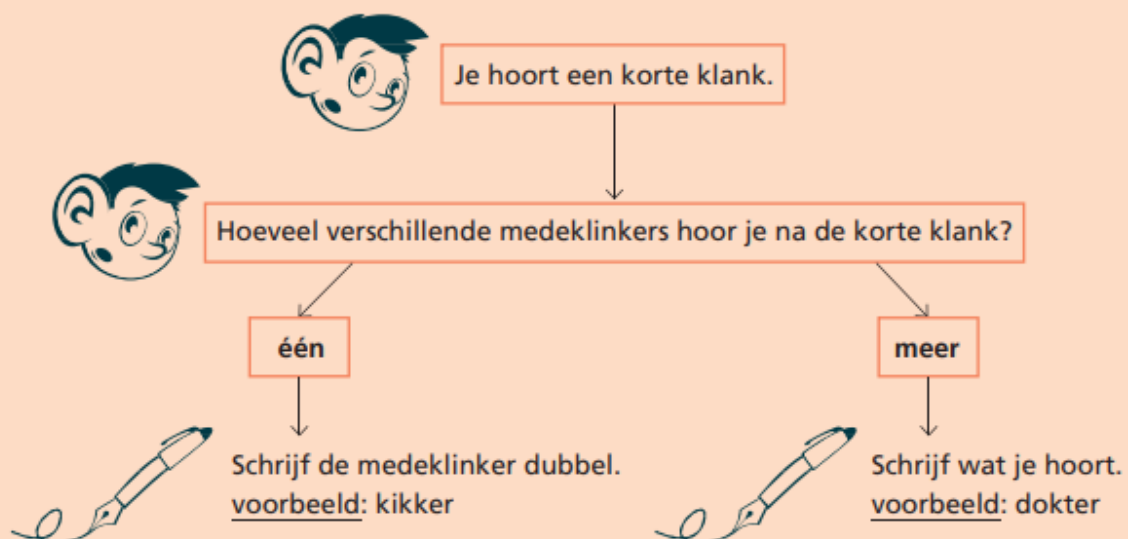 Je hoort een korte klank.
Hoeveel verschillende medeklinkers hoor je na de korte klank?
één
meer
Schrijf de medeklinker dubbel.
voorbeeld: kikker
Schrijf wat je hoort.
voorbeeld: dokter